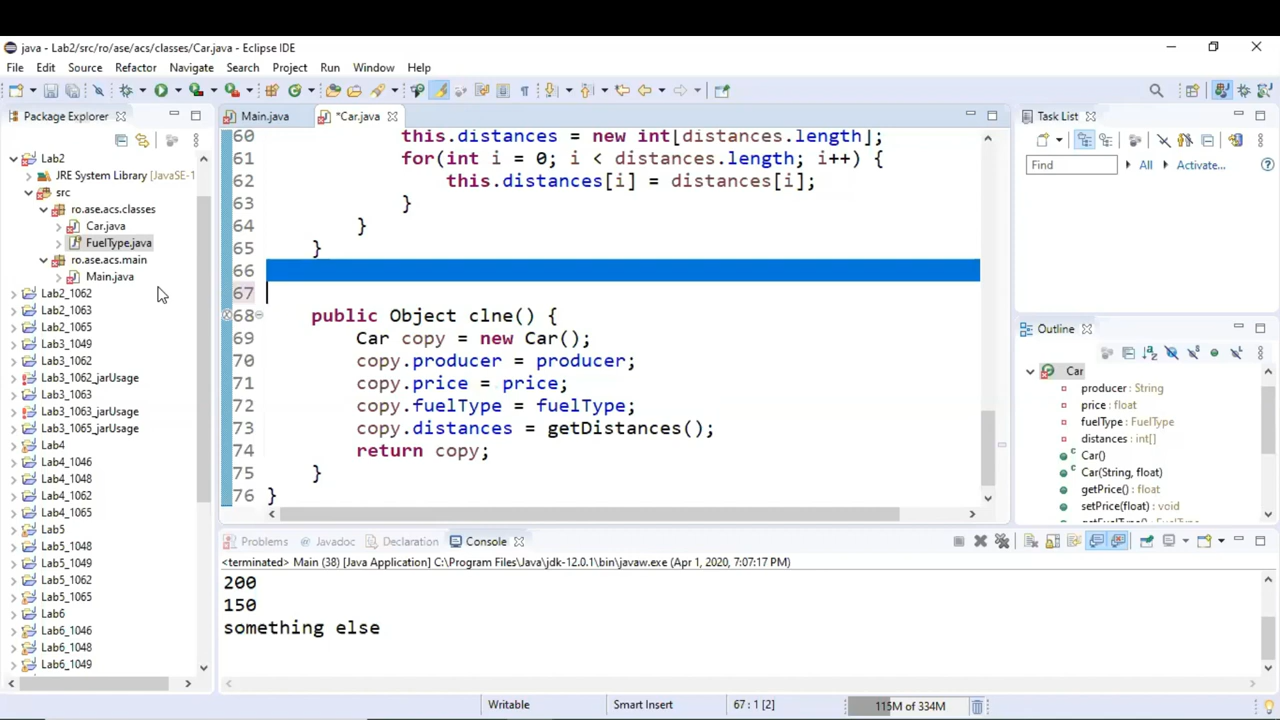 java - Lab2/src/ro/ase/acs/classes/Car.java - Eclipse IDE
File Edit Source Refactor Navigate Search Project Run Window Help
Package Explorer
Lab2
JRE System Library [JavaSE-1
src
ro.ase.acs.classes
Car.java
FuelType.java
ro.ase.acs.main
Main.java
Lab2_1062
Lab2_1063
Lab2_1065
Lab3_1049
Lab3_1062
Lab3_1062_jarUsage
Lab3_1063
Lab3_1063_jarUsage
Lab3_1065_jarUsage
Lab4
Lab4_1046
Lab4_1048
Lab4_1062
Lab4_1065
Lab5
Lab5_1048
Lab5_1049
Lab5_1062
Lab5_1065
Lab6
Lab6_1046
Lab6_1048
Lab6_1049
Main.java *Car.java
60 this.distances = new int[distances.length];
61 for(int i = 0; i < distances.length; i++) {
62 this.distances[i] = distances[i];
63 }
64 }
65 }
66
67
68 public Object clne() {
69 Car copy = new Car();
70 copy.producer = producer;
71 copy.price = price;
72 copy.fuelType = fuelType;
73 copy.distances = getDistances();
74 return copy;
75 }
76 }
Task List
Find All Activate...
Outline
Car
producer : String
price : float
fuelType : FuelType
distances : int[]
Car()
Car(String, float)
getPrice() : float
setPrice(float) : void
getFuelType() : FuelType
Problems Javadoc Declaration Console
<terminated> Main (38) [Java Application] C:\Program Files\Java\jdk-12.0.1\bin\javaw.exe (Apr 1, 2020, 7:07:17 PM)
200
150
something else
Writable Smart Insert 67 : 1 [2] 115M of 334M